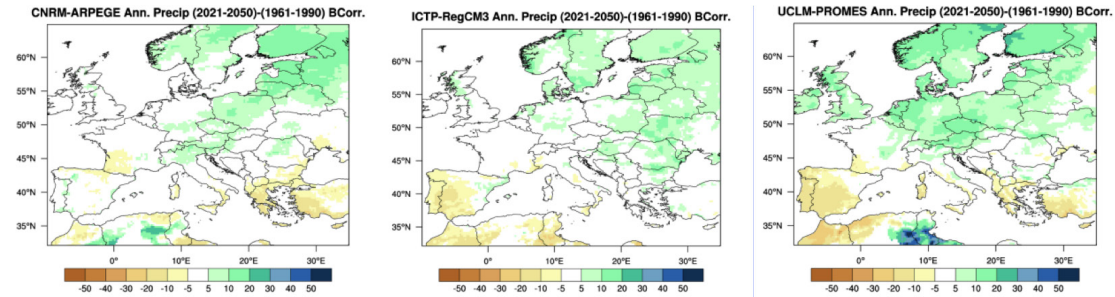 CNRM-ARPEGE Ann. Precip (2021-2050)-(1961-1990) BCorr.
60°N
55°N
50°N
45°N
40°N
35°N
0°E 10°E 20°E 30°E
-50 -40 -30 -20 -10 -5 5 10 20 30 40 50
ICTP-RegCM3 Ann. Precip (2021-2050)-(1961-1990) BCorr.
60°N
55°N
50°N
45°N
40°N
35°N
0°E 10°E 20°E 30°E
-50 -40 -30 -20 -10 -5 5 10 20 30 40 50
UCLM-PROMES Ann. Precip (2021-2050)-(1961-1990) BCorr.
60°N
55°N
50°N
45°N
40°N
35°N
0°E 10°E 20°E 30°E
-50 -40 -30 -20 -10 -5 5 10 20 30 40 50